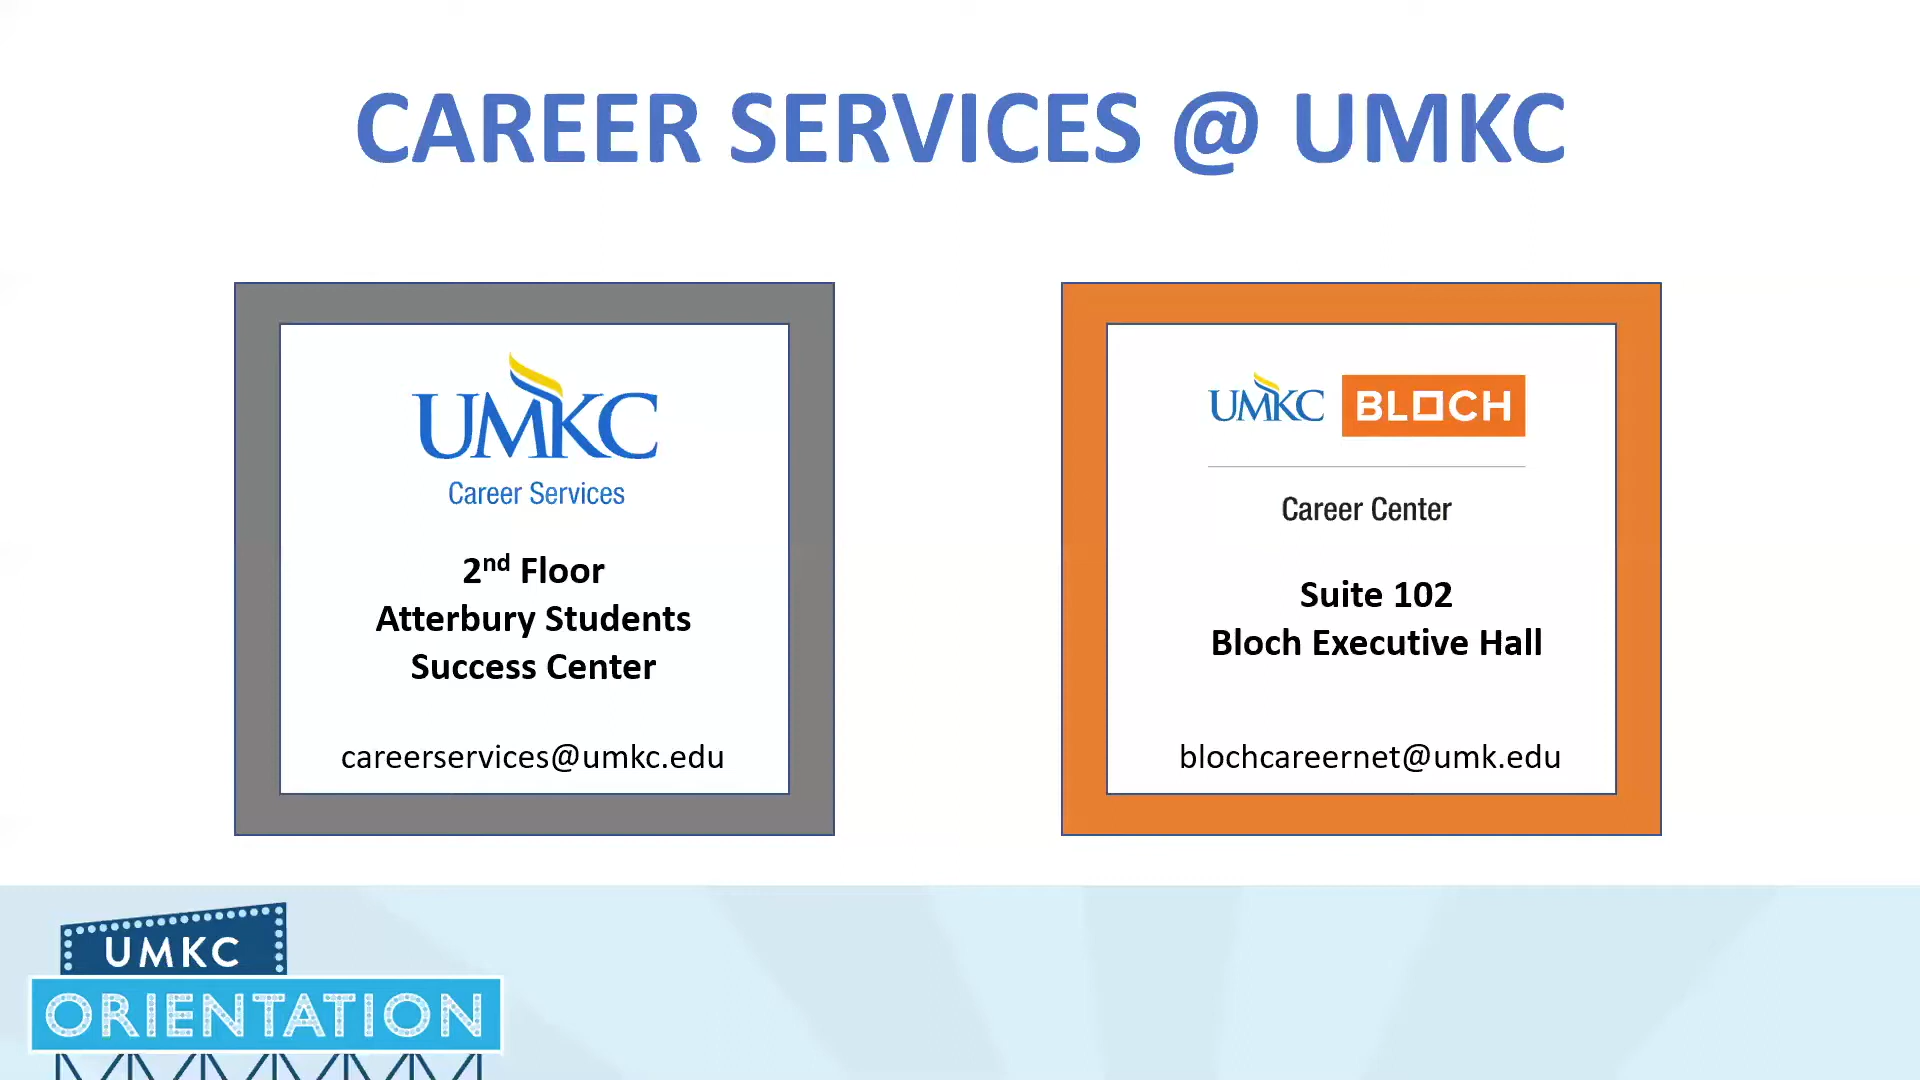 CAREER SERVICES @ UMKC
UMKC
Career Services
2nd Floor
Atterbury Students
Success Center
careerservices@umkc.edu
UMKC BLOCH
Career Center
Suite 102
Bloch Executive Hall
blochcareernet@umk.edu
UMKC
ORIENTATION